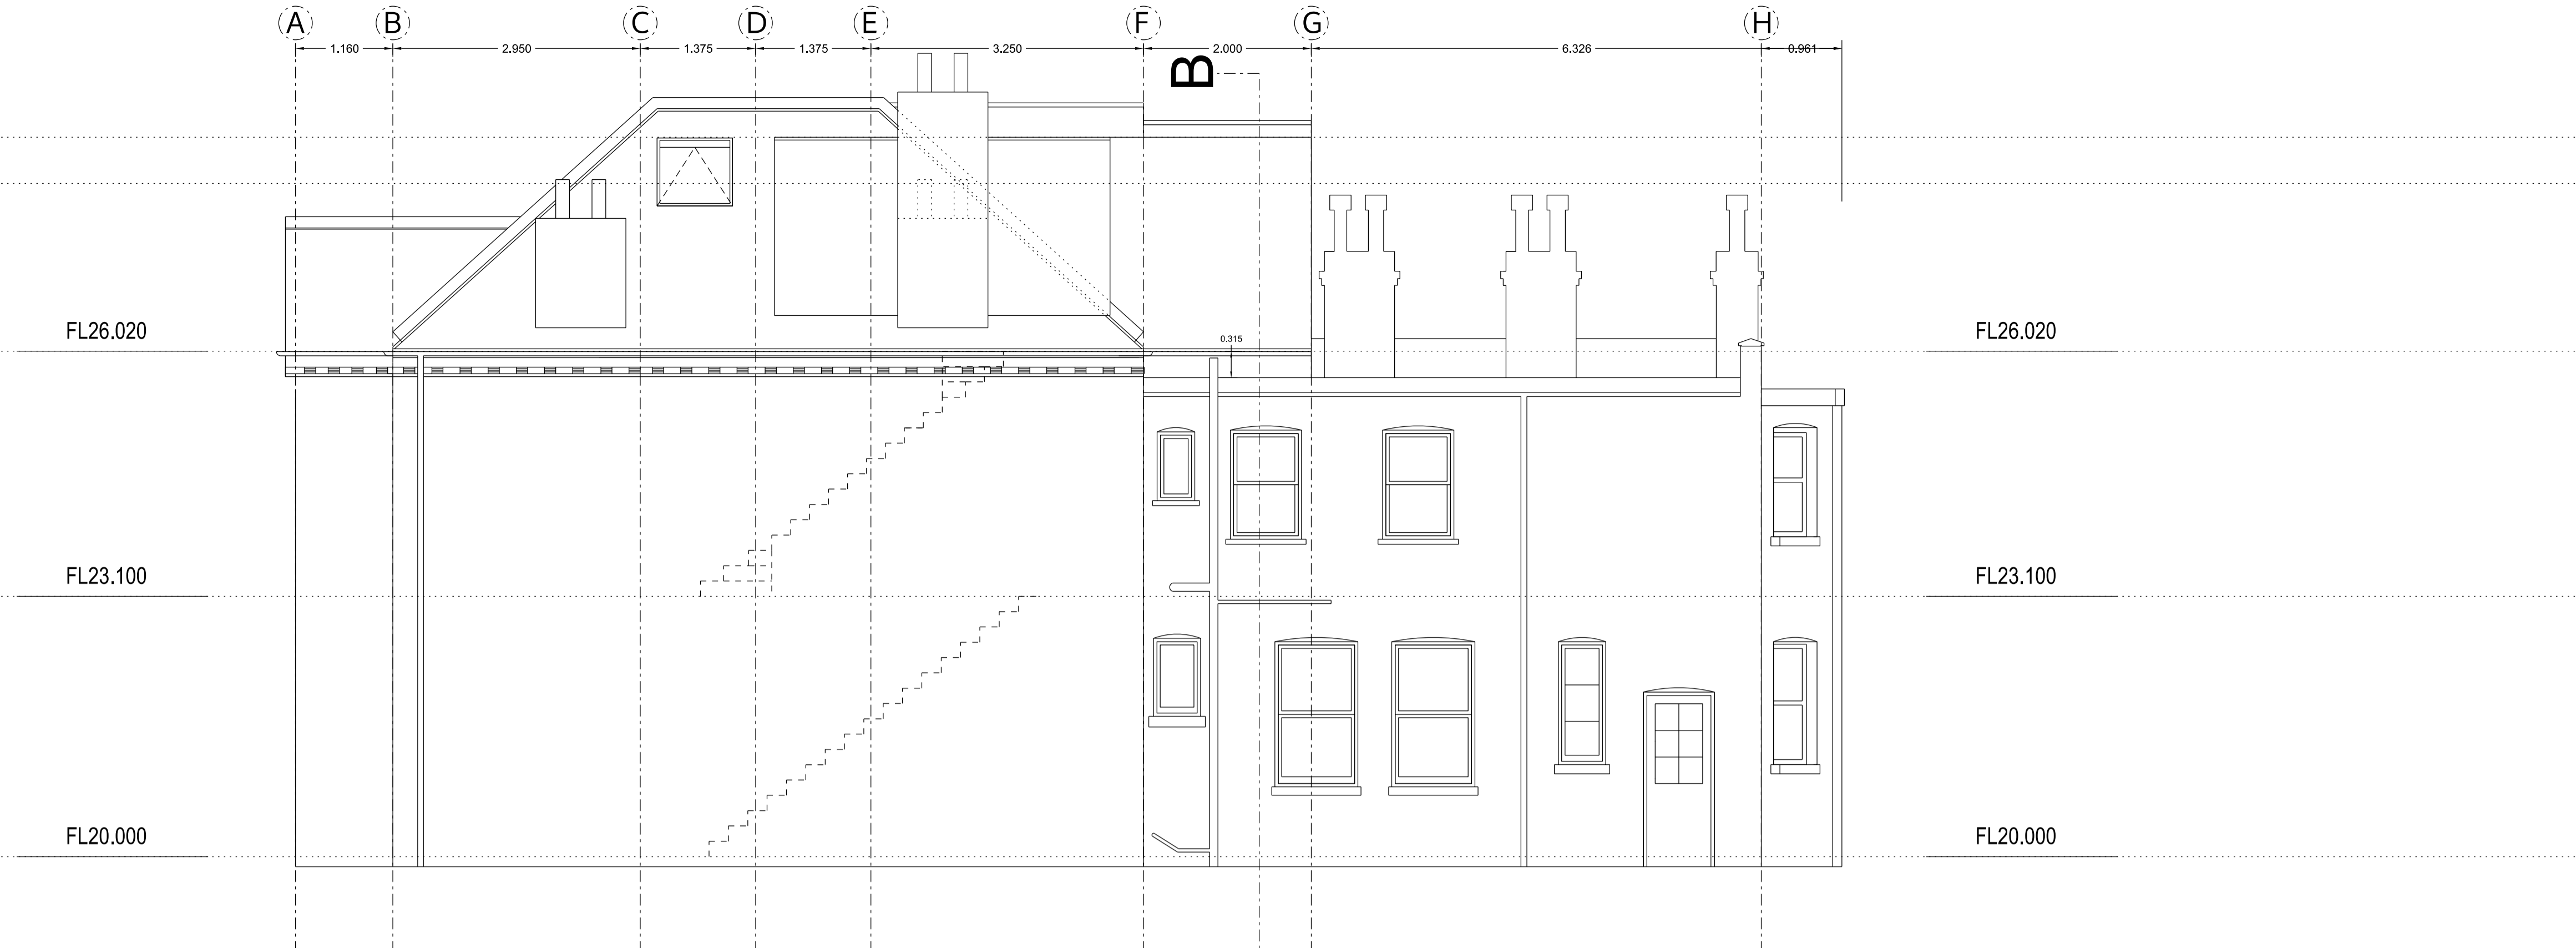 A B C D E F G H
1.160 2.950 1.375 1.375 3.250 2.000 6.326 0.961
B
FL26.020 0.315 FL26.020
FL23.100 FL23.100
FL20.000 FL20.000